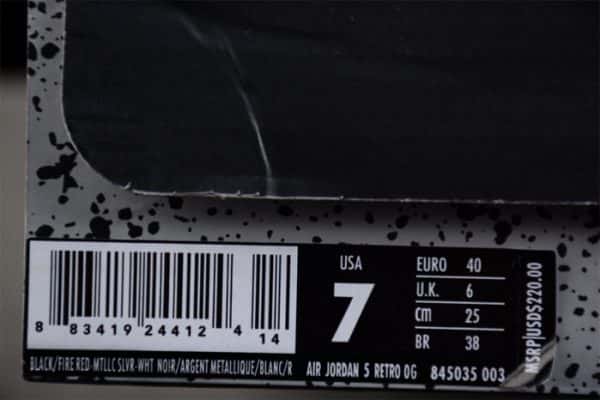 USA
7
EURO 40
U.K. 6
cm 25
BR 38
MSRP|USD$220.00
8 83419 24412 4 14
BLACK/FIRE RED-MTLLC SLVR-WHT NOIR/ARGENT METALLIQUE/BLANC/R
AIR JORDAN 5 RETRO OG 845035 003